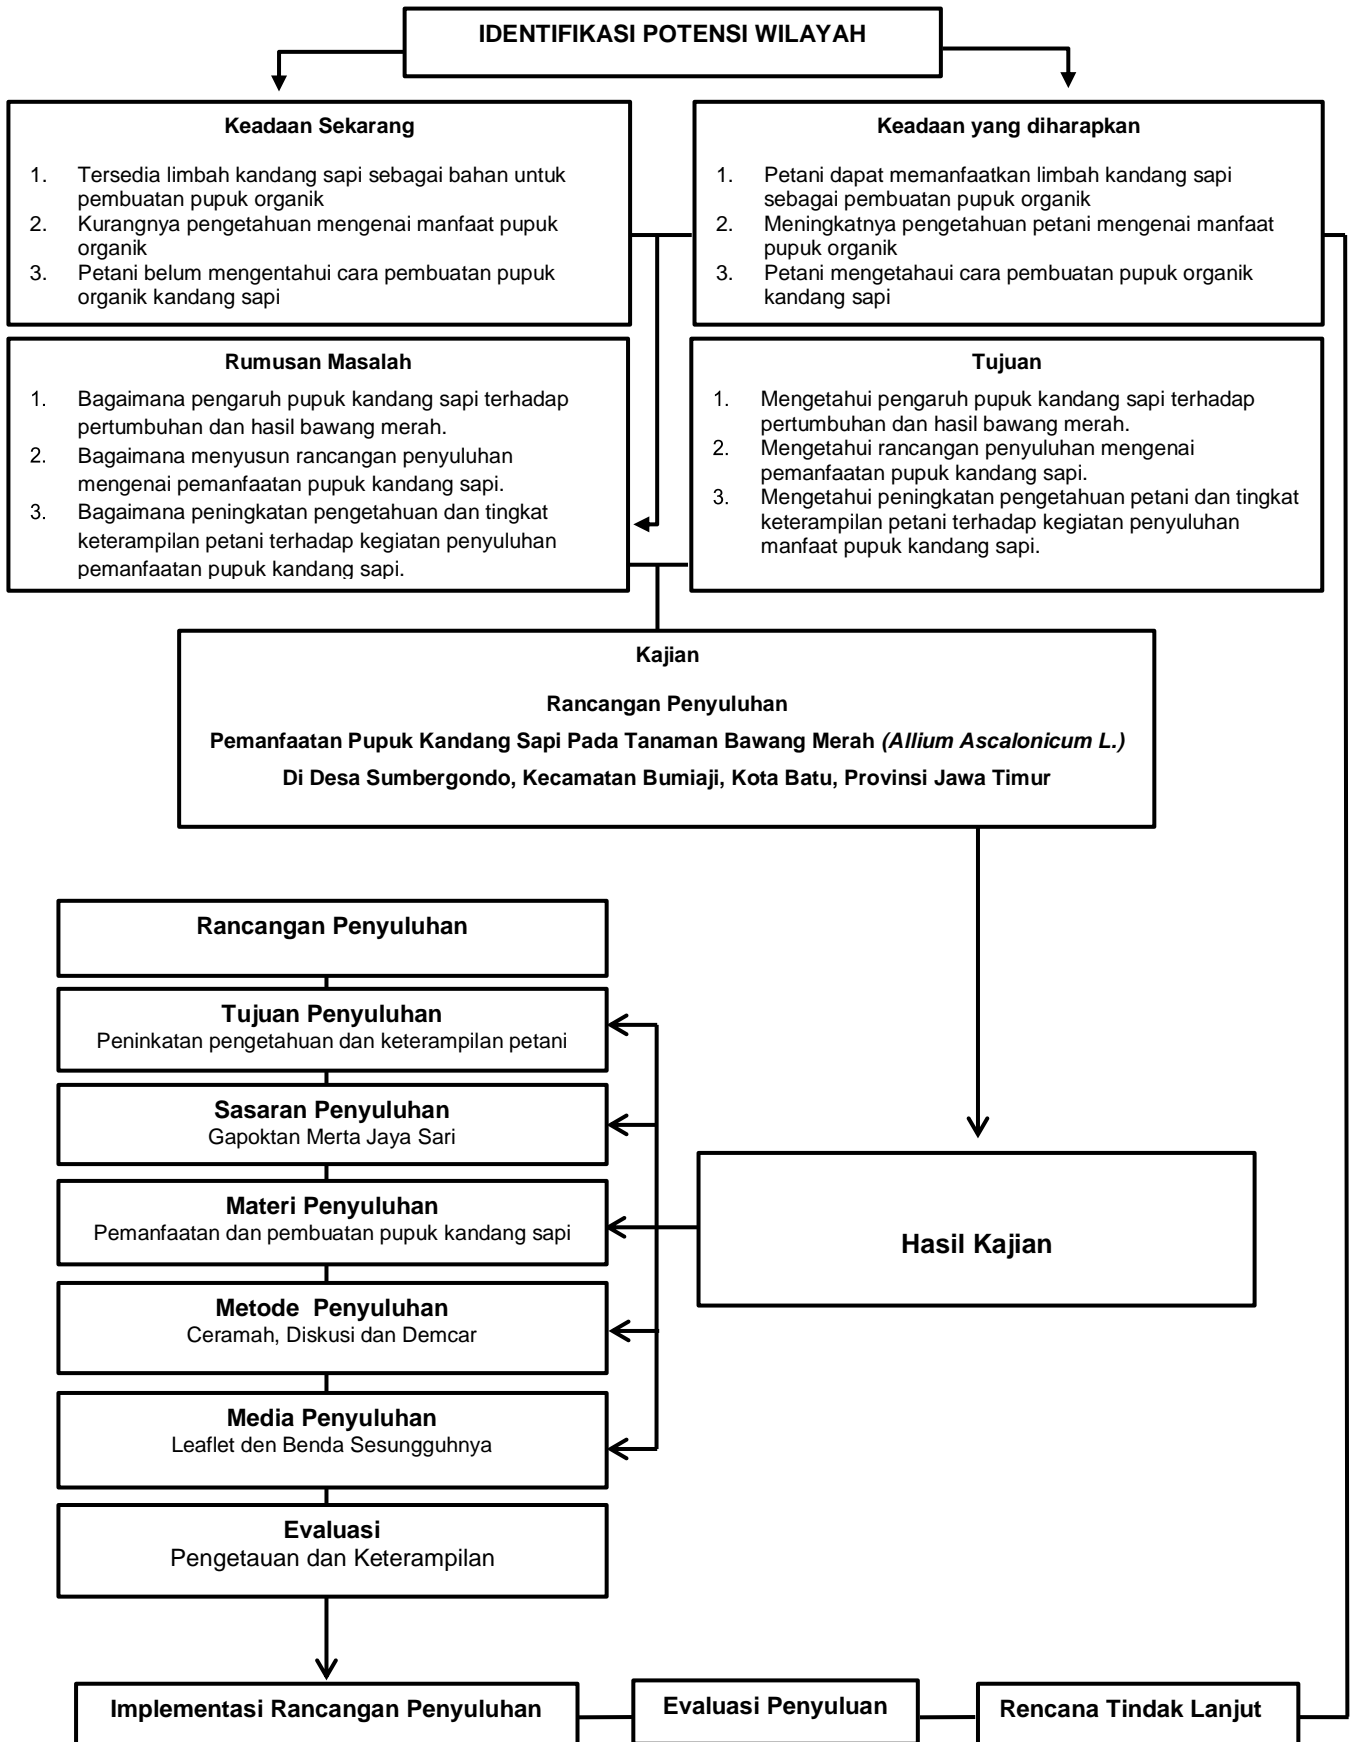 IDENTIFIKASI POTENSI WILAYAH
Keadaan Sekarang
1. Tersedia limbah kandang sapi sebagai bahan untuk
pembuatan pupuk organik
2. Kurangnya pengetahuan mengenai manfaat pupuk
organik
3. Petani belum mengentahui cara pembuatan pupuk
organik kandang sapi
Keadaan yang diharapkan
1. Petani dapat memanfaatkan limbah kandang sapi
sebagai pembuatan pupuk organik
2. Meningkatnya pengetahuan petani mengenai manfaat
pupuk organik
3. Petani mengetahaui cara pembuatan pupuk organik
kandang sapi
Rumusan Masalah
1. Bagaimana pengaruh pupuk kandang sapi terhadap
pertumbuhan dan hasil bawang merah.
2. Bagaimana menyusun rancangan penyuluhan
mengenai pemanfaatan pupuk kandang sapi.
3. Bagaimana peningkatan pengetahuan dan tingkat
keterampilan petani terhadap kegiatan penyuluhan
pemanfaatan pupuk kandang sapi.
Tujuan
1. Mengetahui pengaruh pupuk kandang sapi terhadap
pertumbuhan dan hasil bawang merah.
2. Mengetahui rancangan penyuluhan mengenai
pemanfaatan pupuk kandang sapi.
3. Mengetahui peningkatan pengetahuan petani dan tingkat
keterampilan petani terhadap kegiatan penyuluhan
manfaat pupuk kandang sapi.
Kajian
Rancangan Penyuluhan
Pemanfaatan Pupuk Kandang Sapi Pada Tanaman Bawang Merah (Allium Ascalonicum L.)
Di Desa Sumbergondo, Kecamatan Bumiaji, Kota Batu, Provinsi Jawa Timur
Rancangan Penyuluhan
Tujuan Penyuluhan
Peninkatan pengetahuan dan keterampilan petani
Sasaran Penyuluhan
Gapoktan Merta Jaya Sari
Materi Penyuluhan
Pemanfaatan dan pembuatan pupuk kandang sapi
Metode Penyuluhan
Ceramah, Diskusi dan Demcar
Media Penyuluhan
Leaflet den Benda Sesungguhnya
Evaluasi
Pengetauan dan Keterampilan
Hasil Kajian
Implementasi Rancangan Penyuluhan
Evaluasi Penyuluan
Rencana Tindak Lanjut